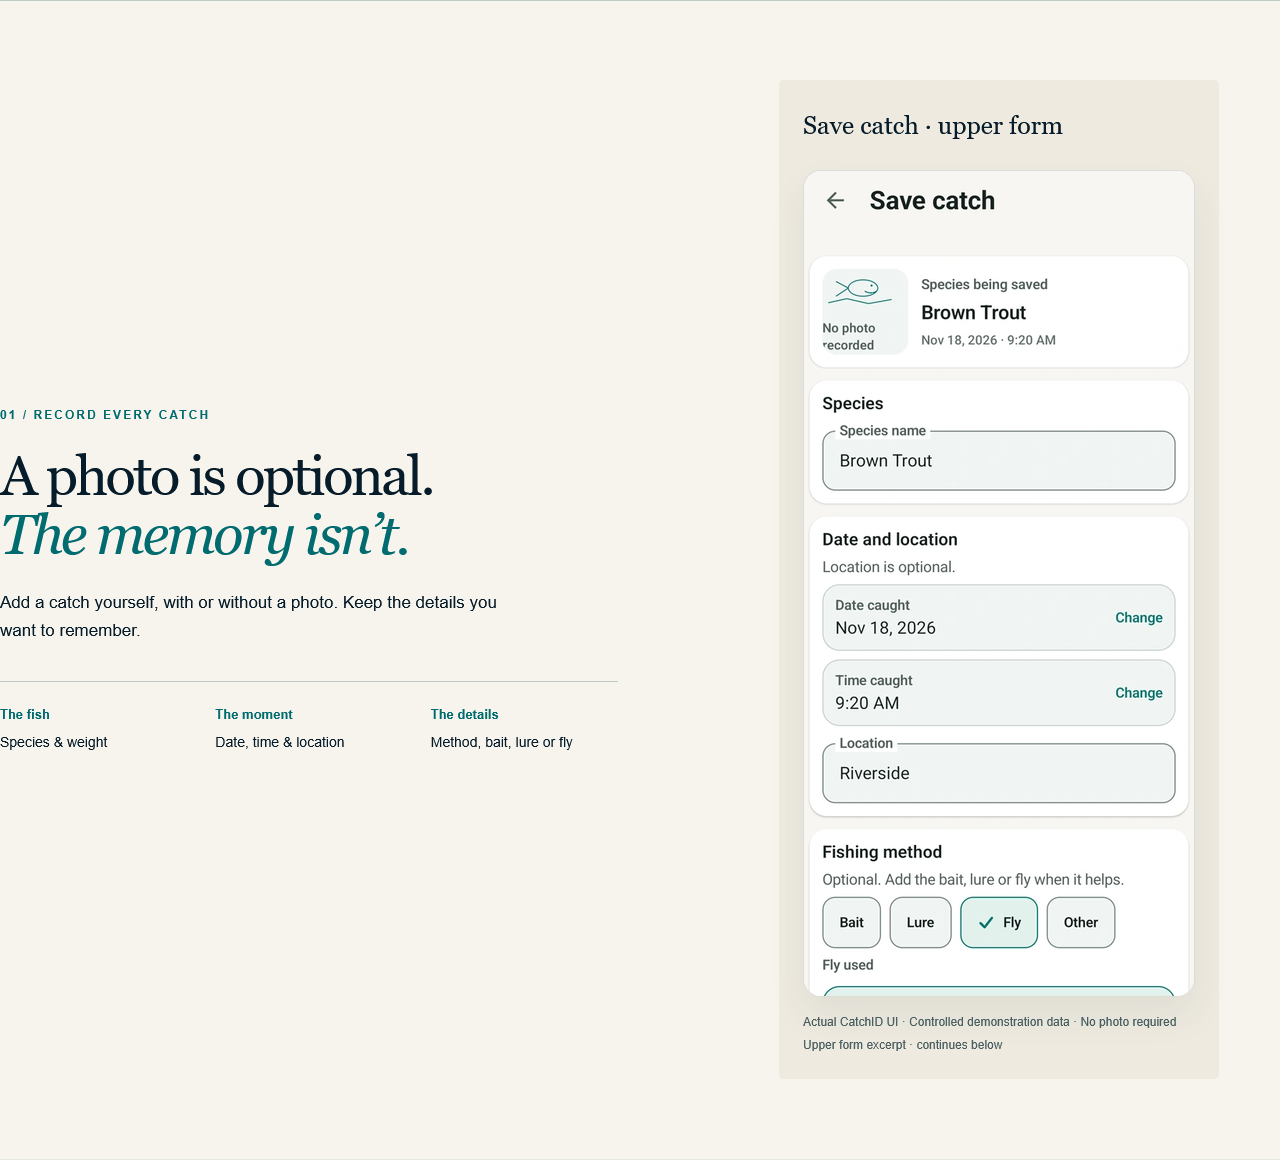 01 / RECORD EVERY CATCH
A photo is optional.
The memory isn’t.
Add a catch yourself, with or without a photo. Keep the details you
want to remember.
The fish
Species & weight
The moment
Date, time & location
The details
Method, bait, lure or fly
Save catch · upper form
Save catch
No photo
recorded
Species being saved
Brown Trout
Nov 18, 2026 · 9:20 AM
Species
Species name
Brown Trout
Date and location
Location is optional.
Date caught
Nov 18, 2026
Change
Time caught
9:20 AM
Change
Location
Riverside
Fishing method
Optional. Add the bait, lure or fly when it helps.
Bait
Lure
Fly
Other
Fly used
Actual CatchID UI · Controlled demonstration data · No photo required
Upper form excerpt · continues below